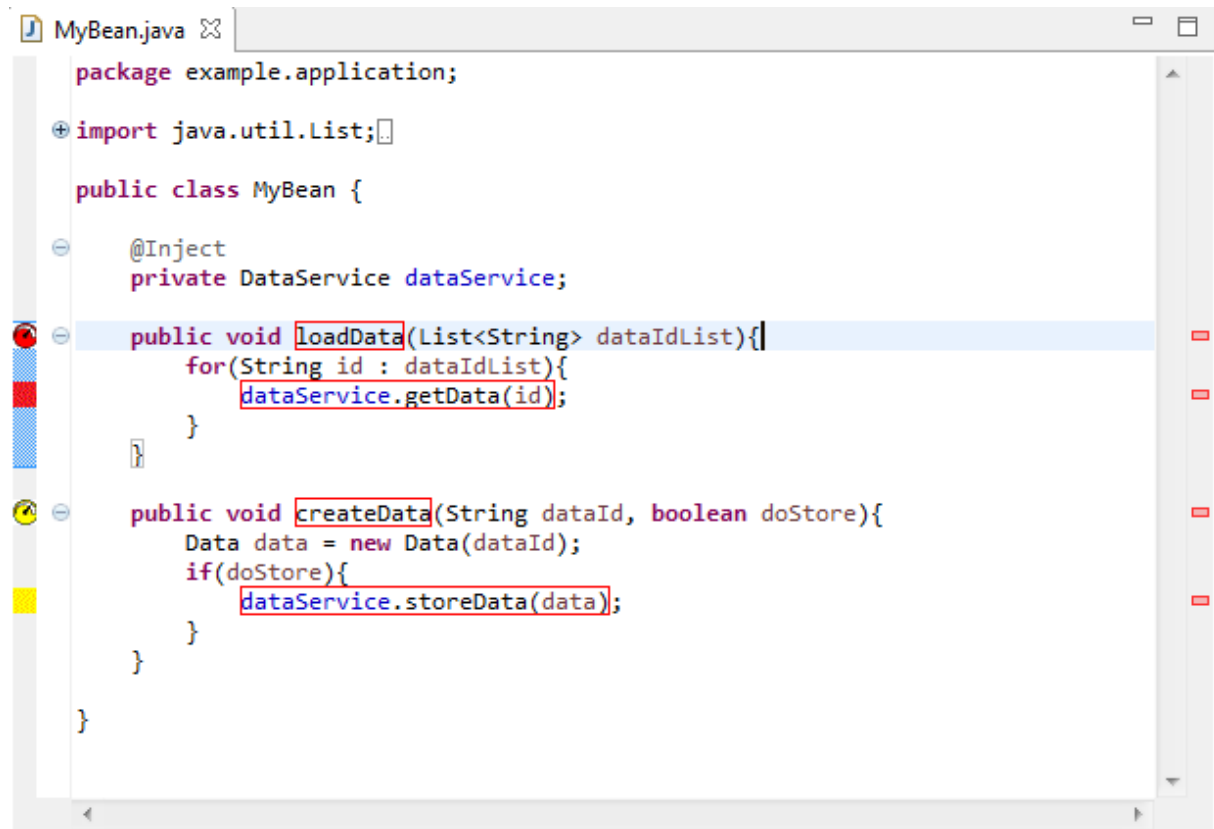 MyBean.java
package example.application;
import java.util.List;
public class MyBean {
@Inject
private DataService dataService;
public void loadData(List<String> dataIdList){
for(String id : dataIdList){
dataService.getData(id);
}
}
public void createData(String dataId, boolean doStore){
Data data = new Data(dataId);
if(doStore){
dataService.storeData(data);
}
}
}